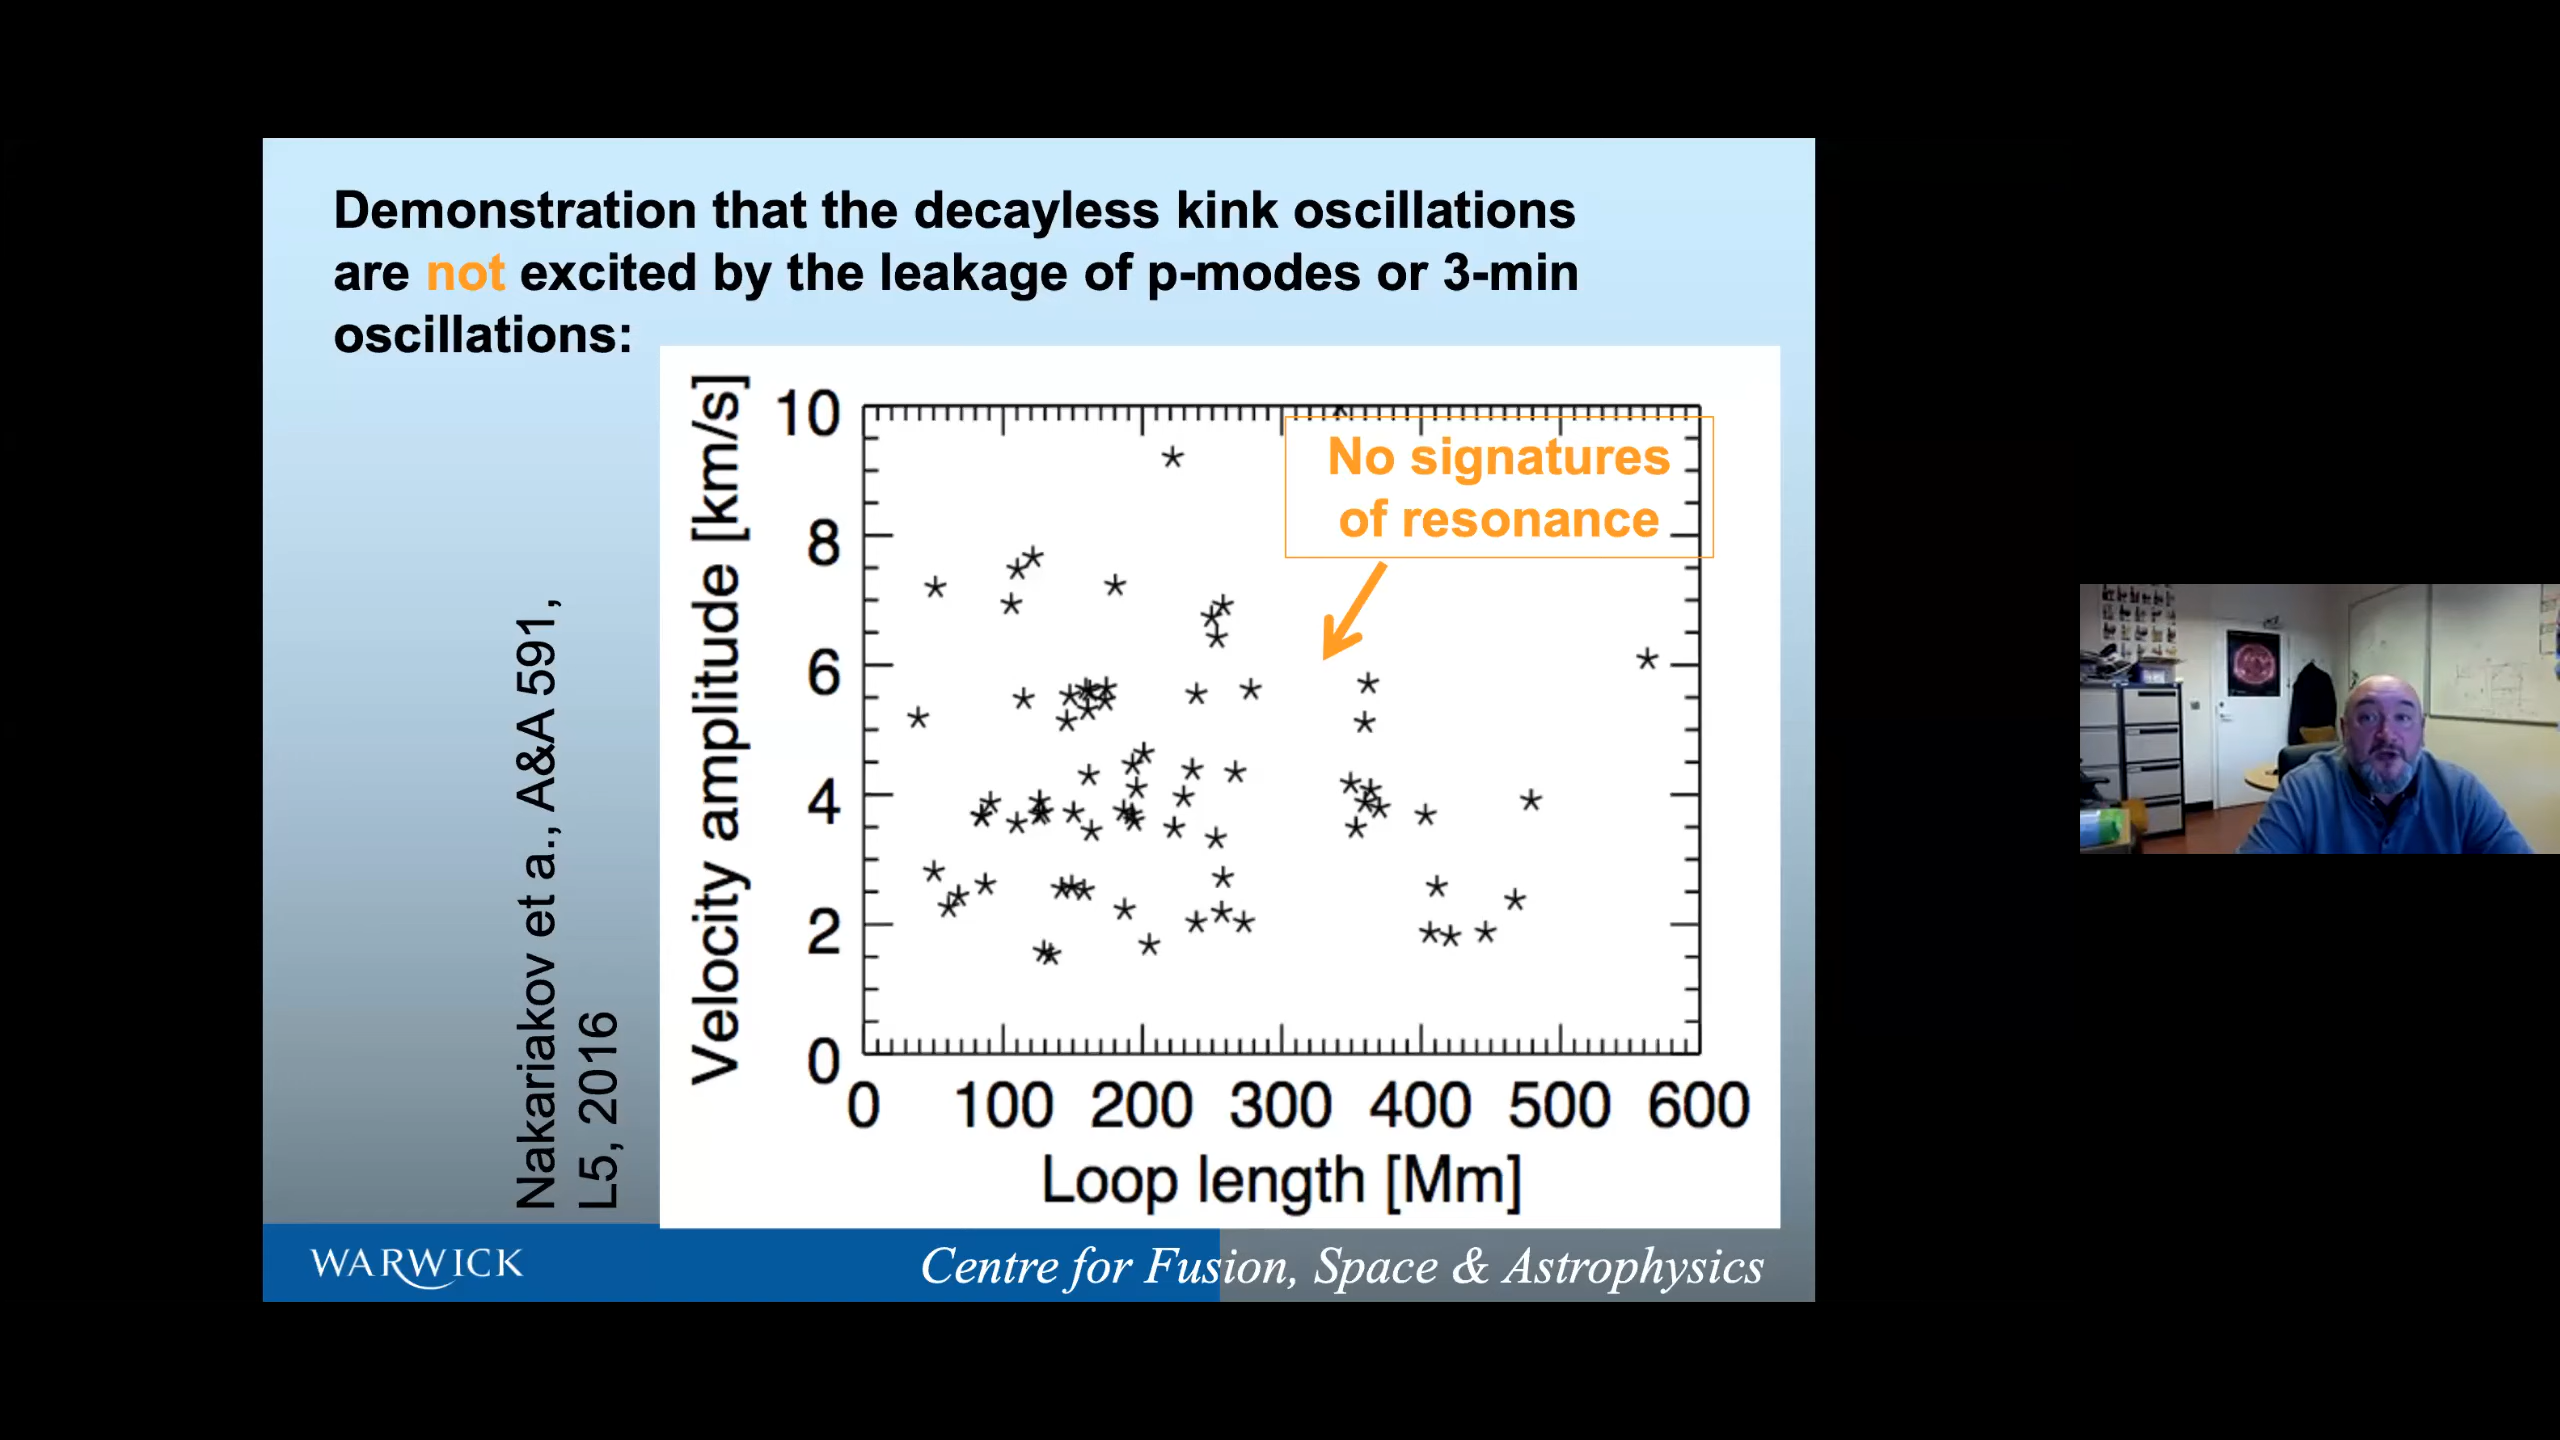 Demonstration that the decayless kink oscillations
are not excited by the leakage of p-modes or 3-min
oscillations:
Nakariakov et a., A&A 591,
L5, 2016
Velocity amplitude [km/s]
10
8
6
4
2
0
No signatures
of resonance
0 100 200 300 400 500 600
Loop length [Mm]
WARWICK
Centre for Fusion, Space & Astrophysics